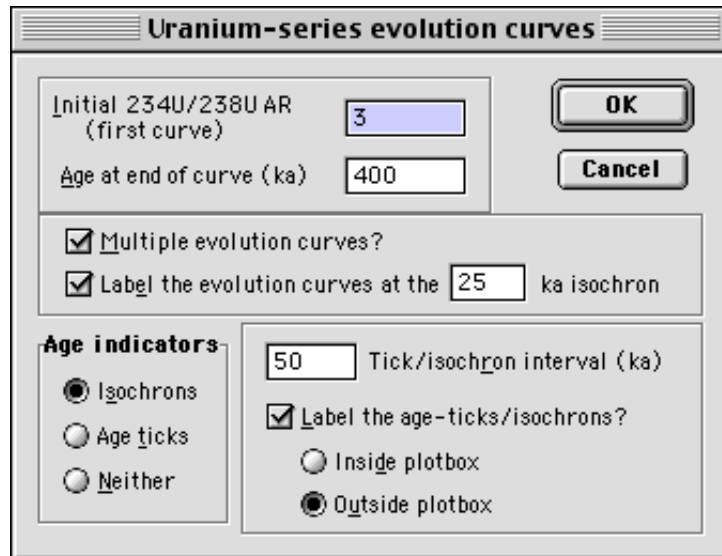 Uranium-series evolution curves
Initial 234U/238U AR
(first curve)
3
OK
Age at end of curve (ka)
400
Cancel
Multiple evolution curves?
Label the evolution curves at the 25 ka isochron
Age indicators
Isochrons
Age ticks
Neither
50 Tick/isochron interval (ka)
Label the age-ticks/isochrons?
Inside plotbox
Outside plotbox